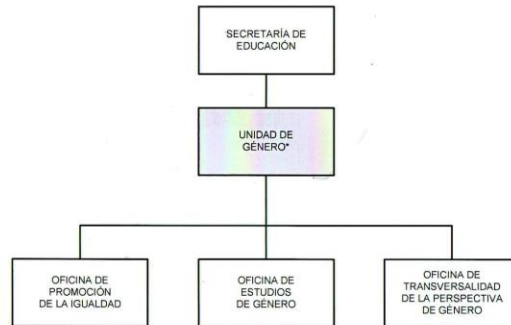 SECRETARÍA DE
EDUCACIÓN
UNIDAD DE
GÉNERO*
OFICINA DE
PROMOCIÓN
DE LA IGUALDAD
OFICINA DE
ESTUDIOS
DE GÉNERO
OFICINA DE
TRANSVERSALIDAD
DE LA PERSPECTIVA
DE GÉNERO